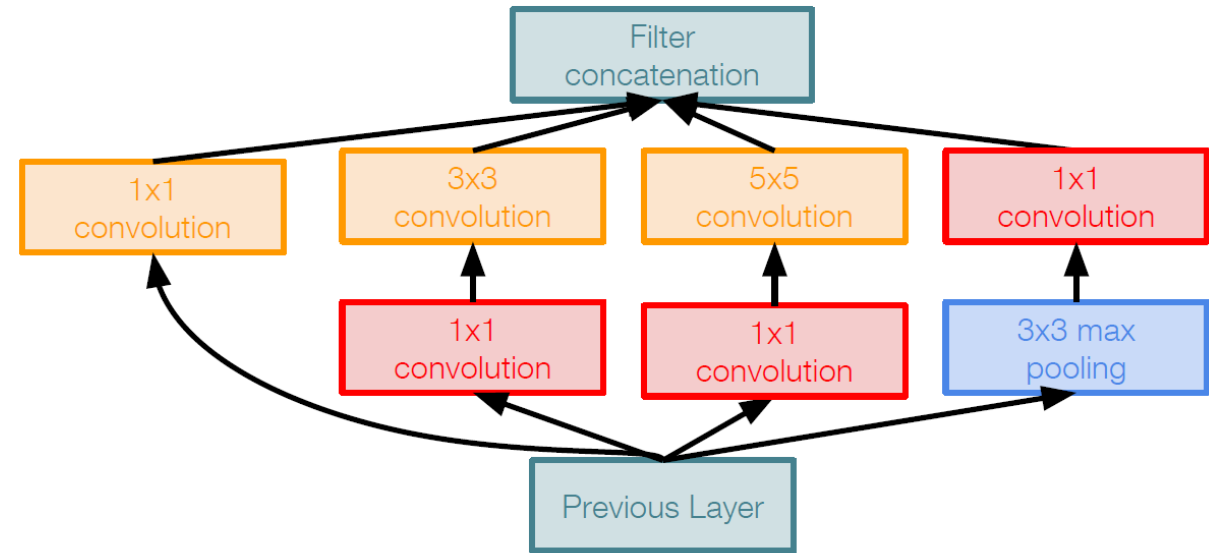 Filter
concatenation
1x1
convolution
3x3
convolution
5x5
convolution
1x1
convolution
1x1
convolution
1x1
convolution
3x3 max
pooling
Previous Layer